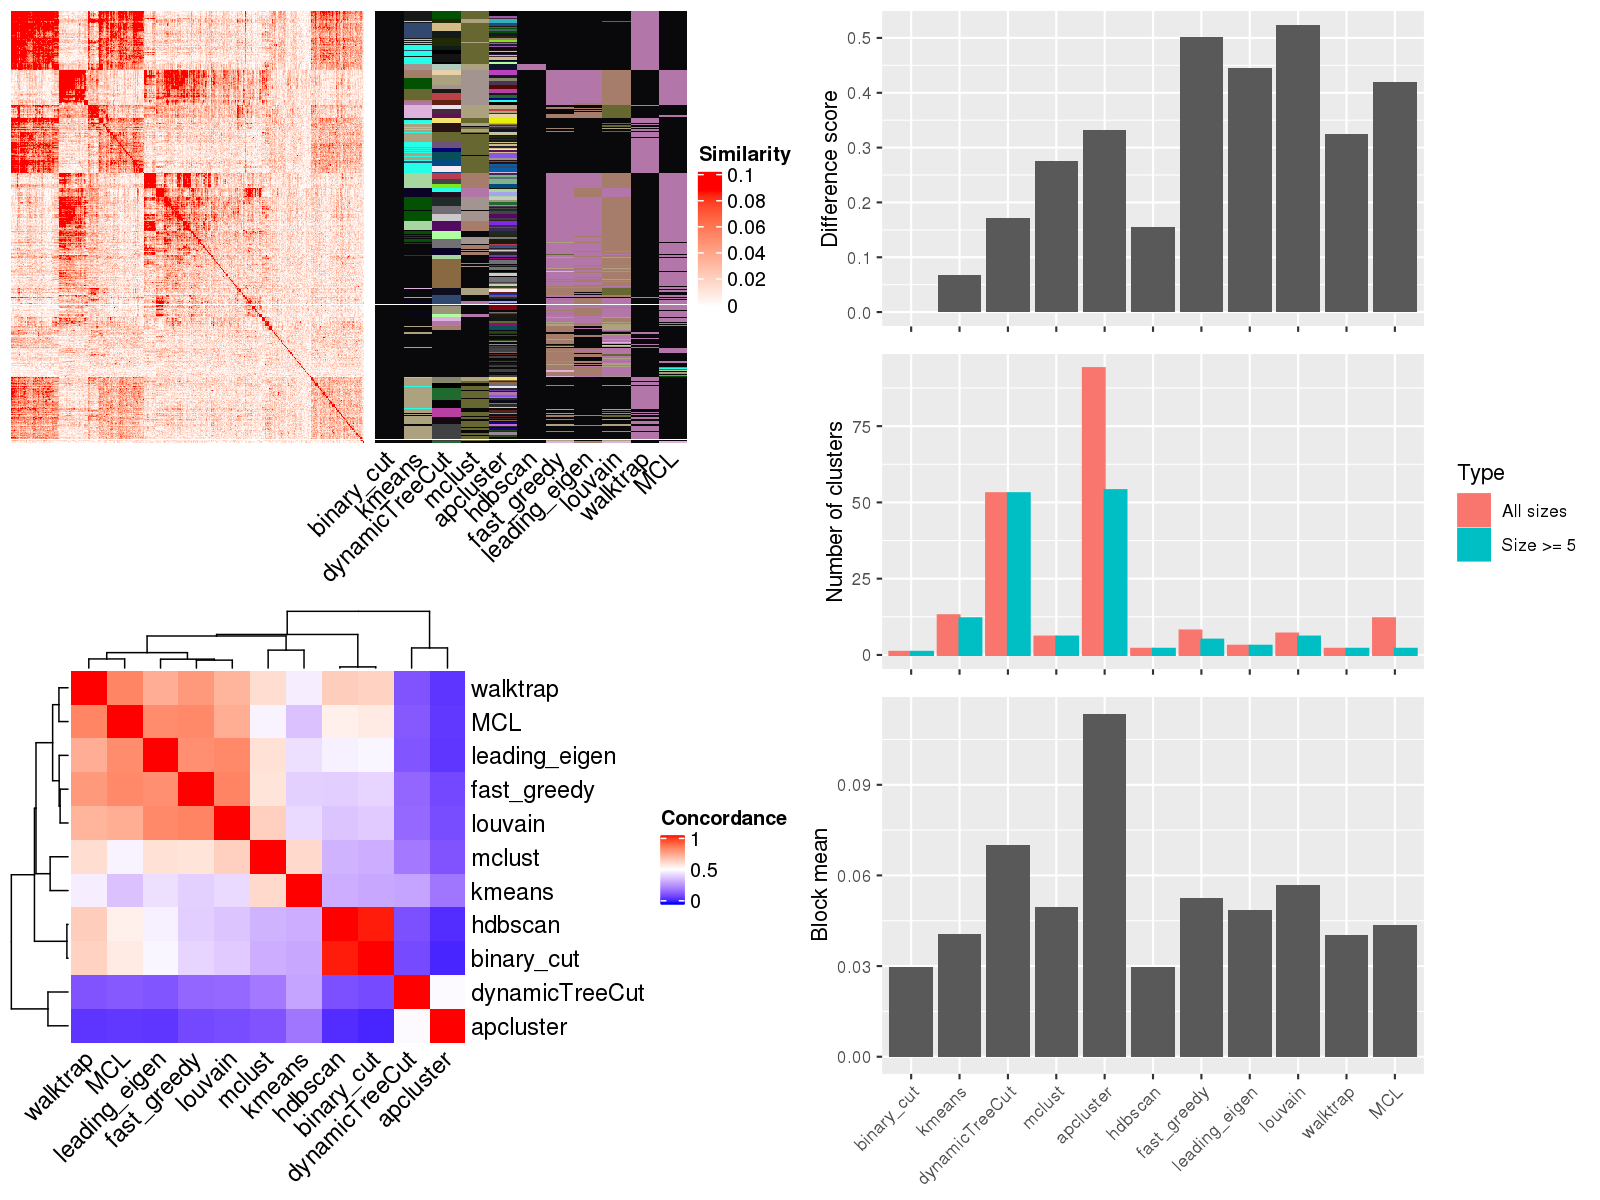 Similarity
0.1
0.08
0.06
0.04
0.02
0
binary_cut
kmeans
dynamicTreeCut
mclust
apcluster
hdbscan
fast_greedy
leading_eigen
louvain
walktrap
MCL
walktrap
MCL
leading_eigen
fast_greedy
louvain
mclust
kmeans
hdbscan
binary_cut
dynamicTreeCut
apcluster
Concordance
1
0.5
0
walktrap
MCL
leading_eigen
fast_greedy
louvain
mclust
kmeans
hdbscan
binary_cut
dynamicTreeCut
apcluster
Difference score
0.5
0.4
0.3
0.2
0.1
0.0
Number of clusters
75
50
25
0
Type
All sizes
Size >= 5
Block mean
0.09
0.06
0.03
0.00
binary_cut
kmeans
dynamicTreeCut
mclust
apcluster
hdbscan
fast_greedy
leading_eigen
louvain
walktrap
MCL